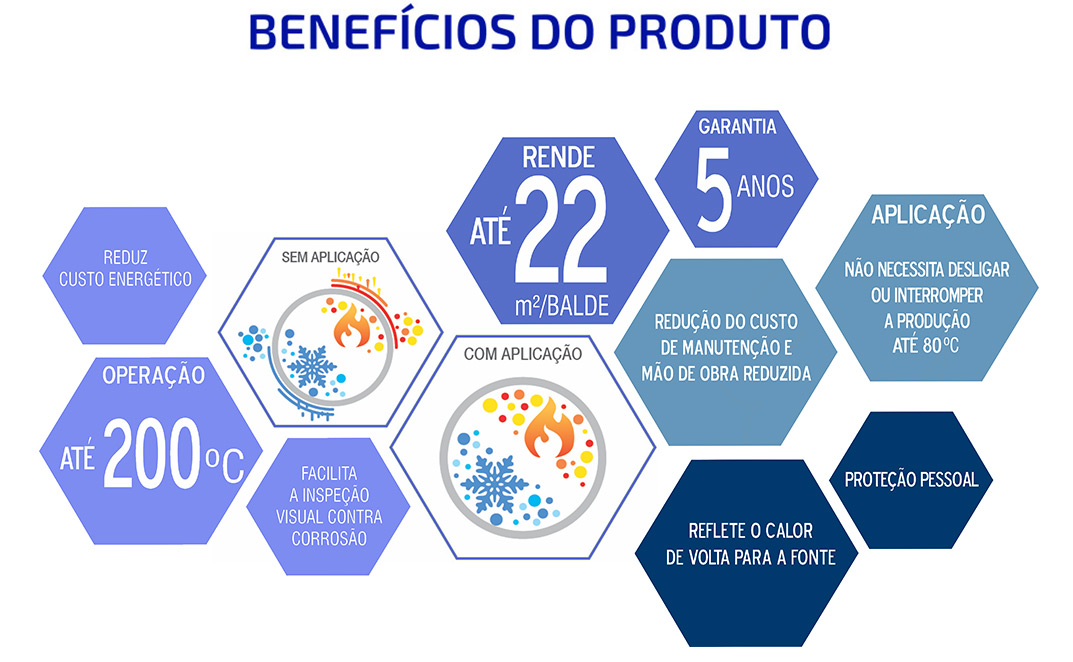 BENEFÍCIOS DO PRODUTO
REDUZ
CUSTO ENERGÉTICO
OPERAÇÃO
ATÉ 200ºC
SEM APLICAÇÃO
FACILITA
A INSPEÇÃO
VISUAL CONTRA
CORROSÃO
RENDE
ATÉ 22
m²/BALDE
COM APLICAÇÃO
GARANTIA
5 ANOS
REDUÇÃO DO CUSTO
DE MANUTENÇÃO E
MÃO DE OBRA REDUZIDA
APLICAÇÃO
NÃO NECESSITA DESLIGAR
OU INTERROMPER
A PRODUÇÃO
ATÉ 80ºC
REFLETE O CALOR
DE VOLTA PARA A FONTE
PROTEÇÃO PESSOAL